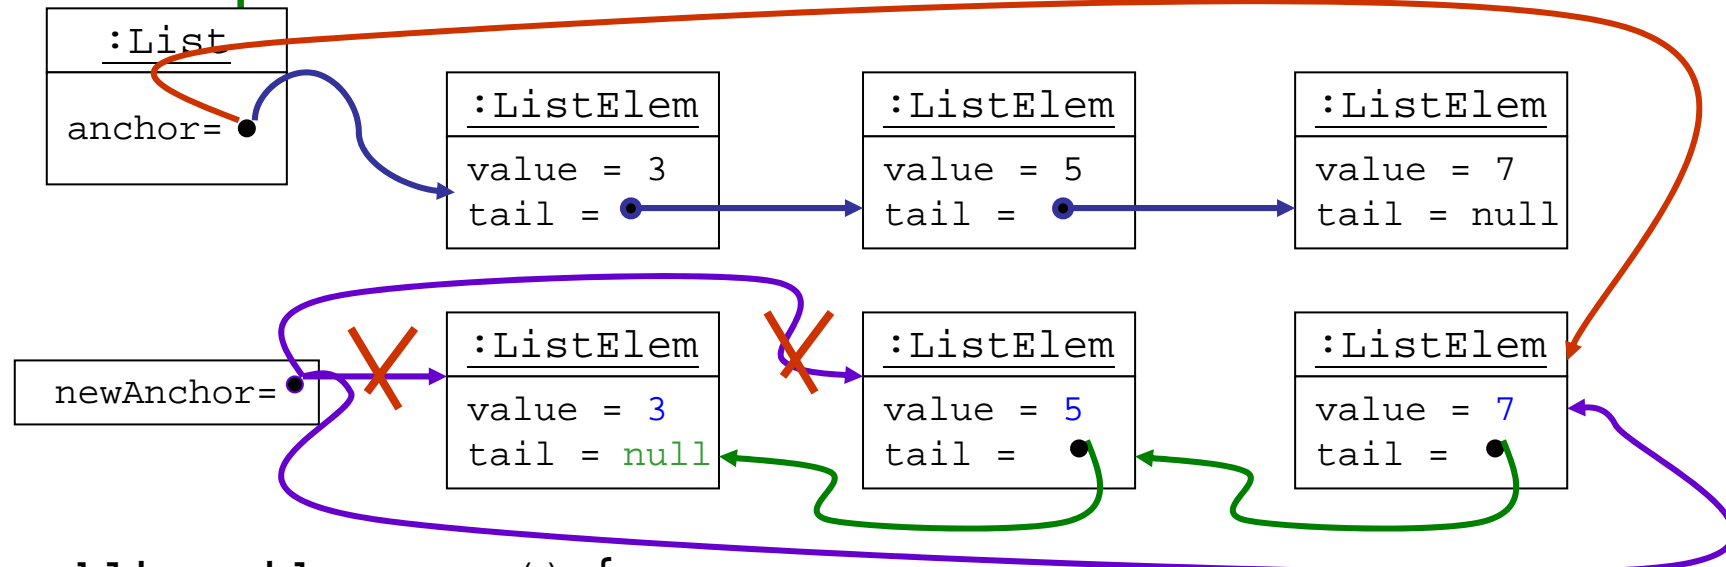 :List
anchor=
:ListElem
value = 3
tail =
:ListElem
value = 5
tail =
:ListElem
value = 7
tail = null
newAnchor=
:ListElem
value = 3
tail = null
:ListElem
value = 5
tail =
:ListElem
value = 7
tail =
() {